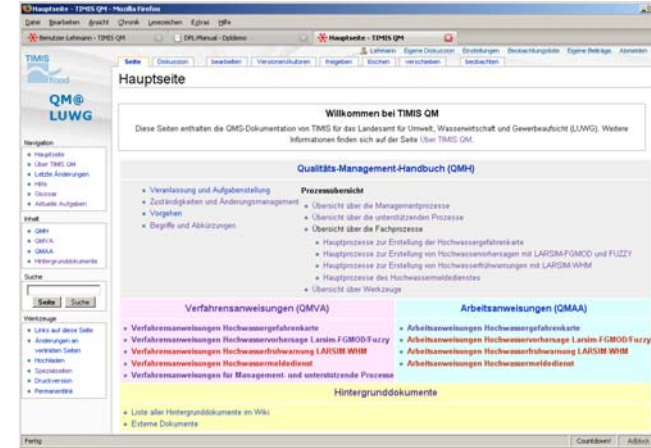 Hauptseite - TIMIS QM - Mozilla Firefox
Datei Bearbeiten Ansicht Chronik Lesezeichen Extras Hilfe
Benutzer:Lehmann - TIMIS QM
DPL:Manual - Dpldemo
Hauptseite - TIMIS QM
Lehmann Eigene Diskussion Einstellungen Beobachtungsliste Eigene Beiträge Abmelden
Seite Diskussion bearbeiten Versionen/Autoren freigeben löschen verschieben beobachten
TIMIS
flood
QM@
LUWG
Hauptseite
Willkommen bei TIMIS QM
Diese Seiten enthalten die QMS-Dokumentation von TIMIS für das Landesamt für Umwelt, Wasserwirtschaft und Gewerbeaufsicht (LUWG). Weitere
Informationen finden sich auf der Seite Über TIMIS QM.
Navigation
Hauptseite
Über TIMIS QM
Letzte Änderungen
Hilfe
Glossar
Aktuelle Aufgaben
Inhalt
QMH
QMVA
QMAA
Hintergrunddokumente
Suche
Seite Suche
Werkzeuge
Links auf diese Seite
Änderungen an
verlinkten Seiten
Hochladen
Spezialseiten
Druckversion
Permanentlink
Qualitäts-Management-Handbuch (QMH)
Veranlassung und Aufgabenstellung
Zuständigkeiten und Änderungsmanagement
Vorgehen
Begriffe und Abkürzungen
Prozessübersicht
Übersicht über die Managementprozesse
Übersicht über die unterstützenden Prozesse
Übersicht über die Fachprozesse
Hauptprozesse zur Erstellung der Hochwassergefahrenkarte
Hauptprozesse zur Erstellung von Hochwasservorhersagen mit LARSIM-FGMOD und FUZZY
Hauptprozesse zur Erstellung von Hochwasserfrühwarnungen mit LARSIM-WHM
Hauptprozesse des Hochwassermeldedienstes
Übersicht über Werkzeuge
Verfahrensanweisungen (QMVA)
Verfahrensanweisungen Hochwassergefahrenkarte
Verfahrensanweisungen Hochwasservorhersage Larsim-FGMOD/Fuzzy
Verfahrensanweisungen Hochwasserfrühwarnung LARSIM-WHM
Verfahrensanweisungen Hochwassermeldedienst
Verfahrensanweisungen für Management- und unterstützende Prozesse
Arbeitsanweisungen (QMAA)
Arbeitsanweisungen Hochwassergefahrenkarte
Arbeitsanweisungen Hochwasservorhersage Larsim-FGMOD/Fuzzy
Arbeitsanweisungen Hochwasserfrühwarnung LARSIM-WHM
Arbeitsanweisungen Hochwassermeldedienst
Hintergrunddokumente
Liste aller Hintergrunddokumente im Wiki
Externe Dokumente
Fertig
Countdown! Adblock